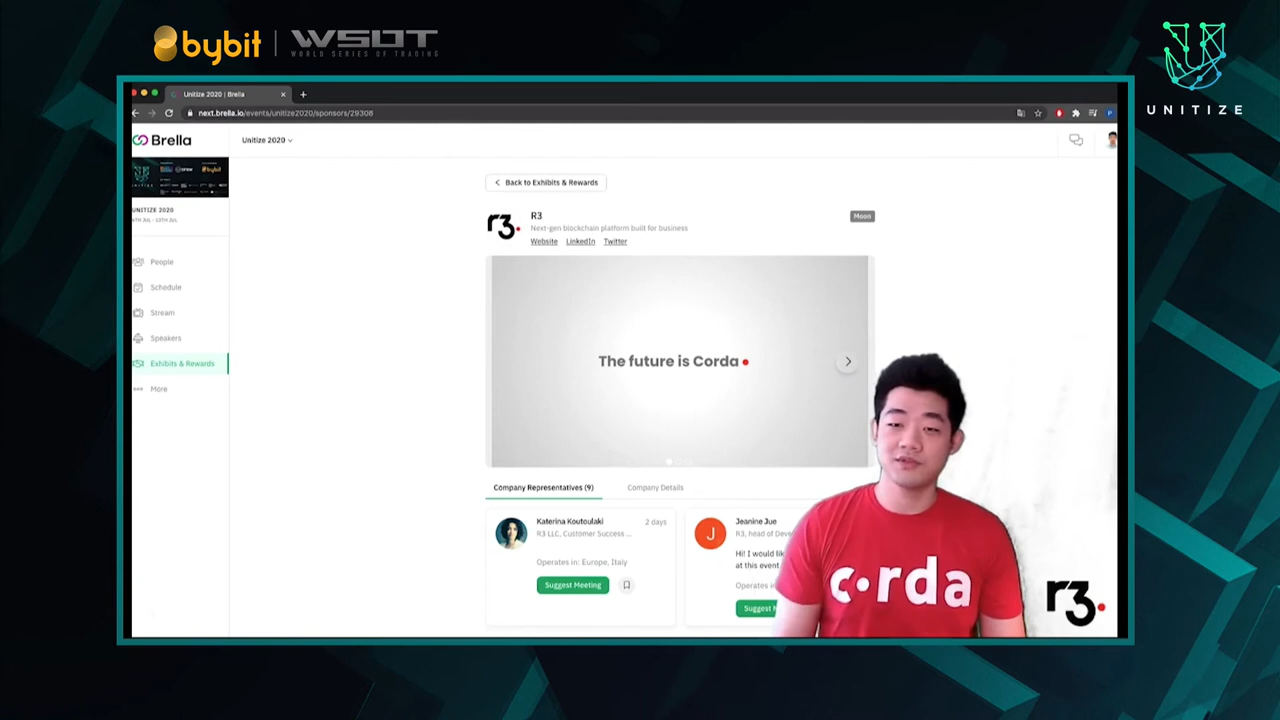 bybit
WSOT
WORLD SERIES OF TRADING
UNITIZE
Unitize 2020 | Brella
next.brella.io/events/unitize2020/sponsors/29308
Brella
Unitize 2020
bybit
UNITIZE 2020
People
Schedule
Stream
Speakers
Exhibits & Rewards
More
Back to Exhibits & Rewards
r3.
R3
Moon
Next-gen blockchain platform built for business
Website LinkedIn Twitter
The future is Corda
Company Representatives (9) Company Details
Katerina Koutoulaki 2 days
R3 LLC, Customer Success ...
Operates in: Europe, Italy
Suggest Meeting
J
Jeanine Jue
R3, head of Deve
Hi! I would lik
at this event
Operates i
Suggest M
c•rda
r3.